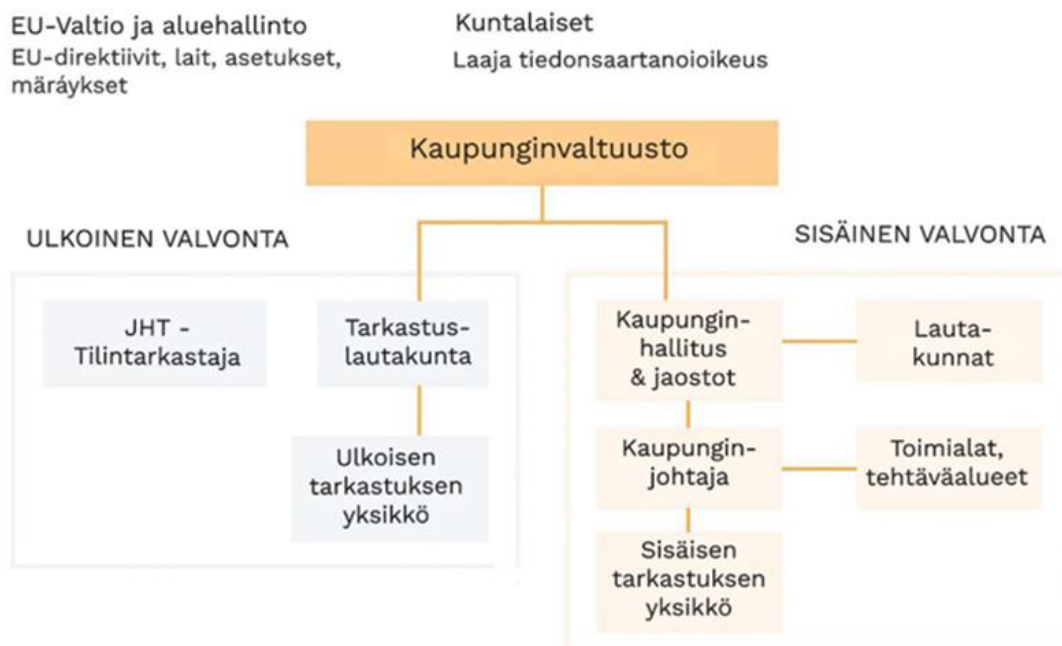 EU-Valtio ja aluehallinto
EU-direktiivit, lait, asetukset,
märáykset
Kuntalaiset
Laaja tiedonsaartanoioikeus
Kaupunginvaltuusto
ULKOINEN VALVONTA
SISÄINEN VALVONTA
JHT -
Tilintarkastaja
Tarkastus-
lautakunta
Ulkoisen
tarkastuksen
yksikkö
Kaupungin-
hallitus
& jaostot
Lauta-
kunnat
Kaupungin-
johtaja
Toimialat,
tehtäväalueet
Sisäisen
tarkastuksen
yksikkö